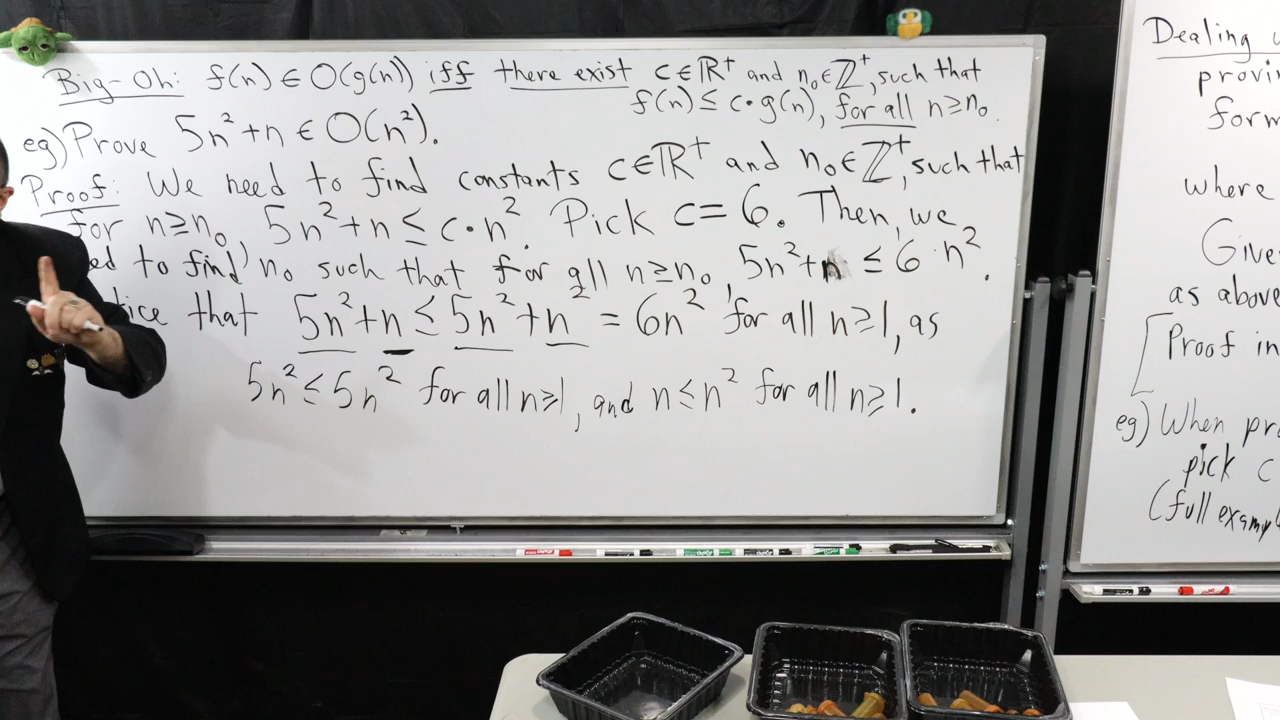 Big-Oh: f(n) ∈ O(g(n)) iff there exist c∈ℝ⁺ and n₀∈ℤ⁺, such that
f(n) ≤ c·g(n), for all n≥n₀.
eg) Prove 5n²+n ∈ O(n²).
Proof: We need to find constants c∈ℝ⁺ and n₀∈ℤ⁺, such that
for n≥n₀, 5n²+n ≤ c·n². Pick c=6. Then, we
ed to find n₀ such that for all n≥n₀, 5n²+n ≤ 6·n².
ice that 5n²+n ≤ 5n²+n² = 6n² for all n≥1, as
5n² ≤ 5n² for all n≥1, and n ≤ n² for all n≥1.
Dealing
provin
form
where
Give
as above
Proof in
eg) When pr
pick c
(full exampl